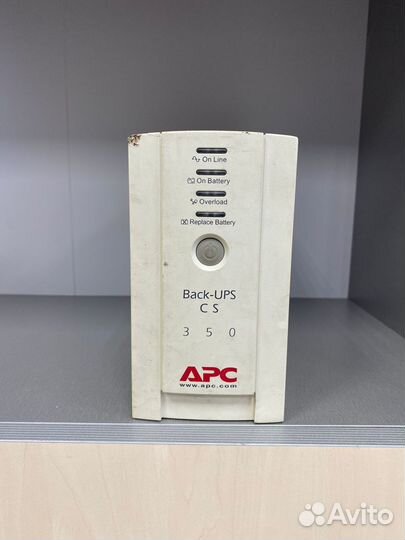 On Line
On Battery
Overload
Replace Battery
Back-UPS
C S
3 5 0
APC
www.apc.com
Avito